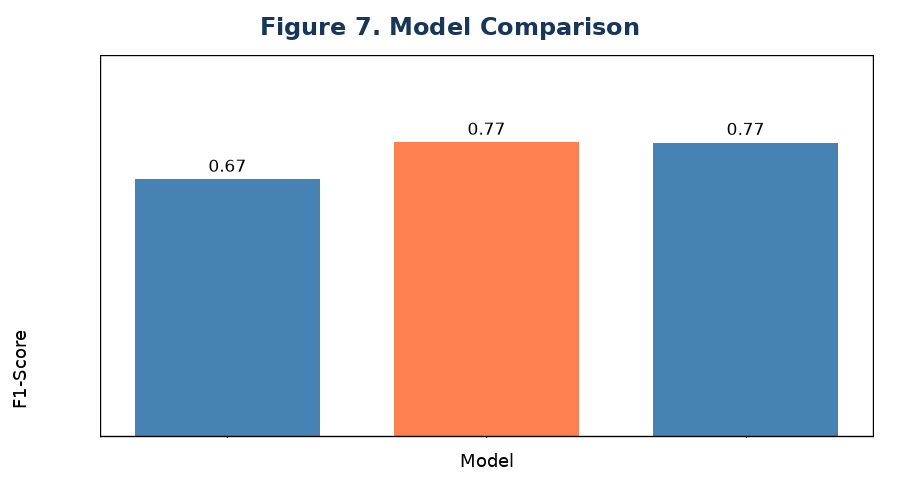 Figure 7. Model Comparison
0.67
0.77
0.77
F1-Score
Model